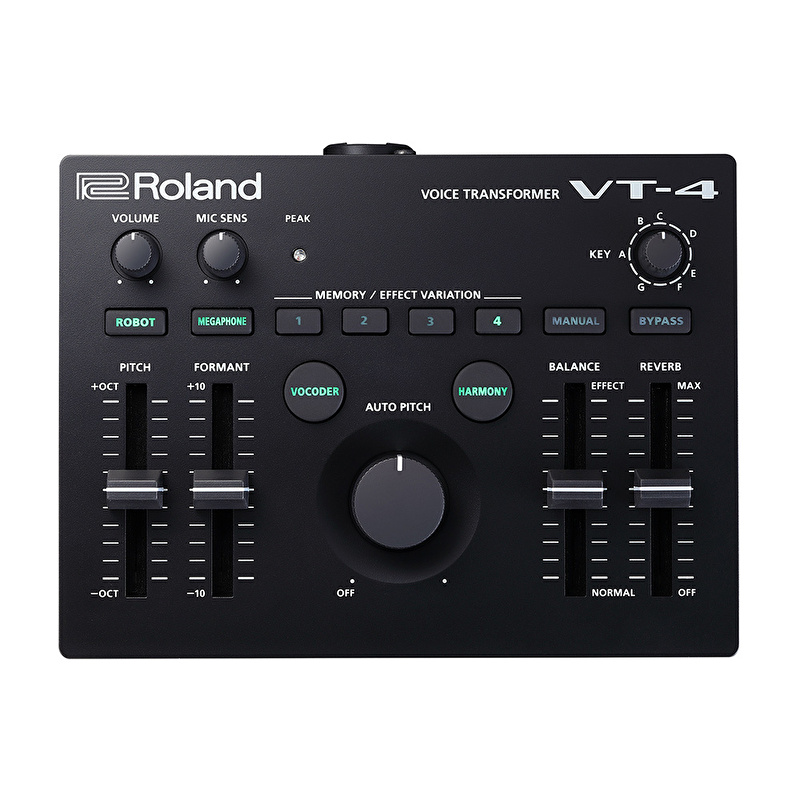 Roland
VOICE TRANSFORMER VT-4
VOLUME MIC SENS PEAK
B C D
KEY A E
G F
MEMORY / EFFECT VARIATION
ROBOT MEGAPHONE 1 2 3 4 MANUAL BYPASS
PITCH FORMANT BALANCE REVERB
+OCT +10 EFFECT MAX
VOCODER HARMONY
AUTO PITCH
-OCT -10 OFF NORMAL OFF